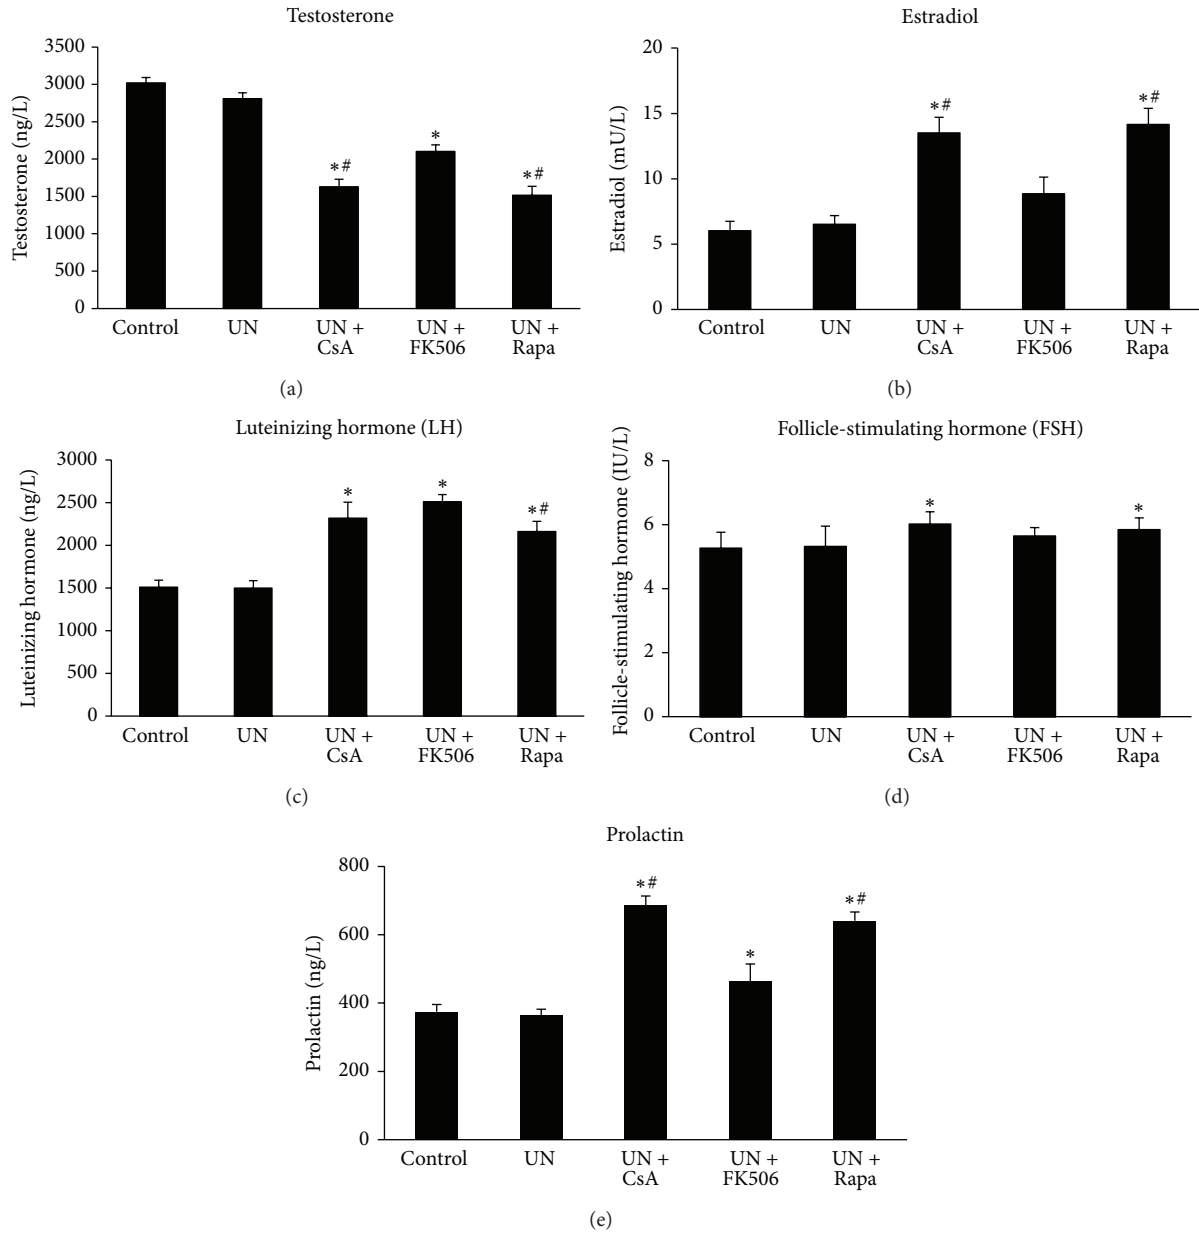 Testosterone
Testosterone (ng/L)
3500
3000
2500
2000
1500
1000
500
0
*#
*
*#
Control
UN
UN +
CsA
UN +
FK506
UN +
Rapa
(a)
Estradiol
Estradiol (mU/L)
20
15
10
5
0
*#
*#
Control
UN
UN +
CsA
UN +
FK506
UN +
Rapa
(b)
Luteinizing hormone (LH)
Luteinizing hormone (ng/L)
3000
2500
2000
1500
1000
500
0
*
*
*#
Control
UN
UN +
CsA
UN +
FK506
UN +
Rapa
(c)
Follicle-stimulating hormone (FSH)
Follicle-stimulating hormone (IU/L)
8
6
4
2
0
*
*
Control
UN
UN +
CsA
UN +
FK506
UN +
Rapa
(d)
Prolactin
Prolactin (ng/L)
800
600
400
200
0
*#
*
*#
Control
UN
UN +
CsA
UN +
FK506
UN +
Rapa
(e)